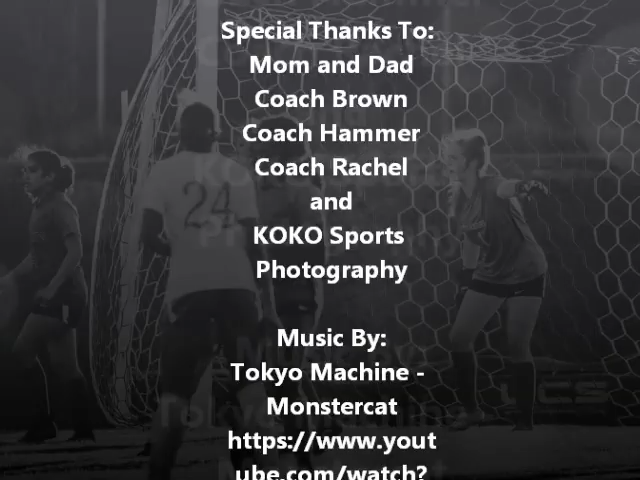 Special Thanks To:
Mom and Dad
Coach Brown
Coach Hammer
Coach Rachel
and
KOKO Sports
Photography
Music By:
Tokyo Machine -
Monstercat
https://www.yout
ube.com/watch?
24